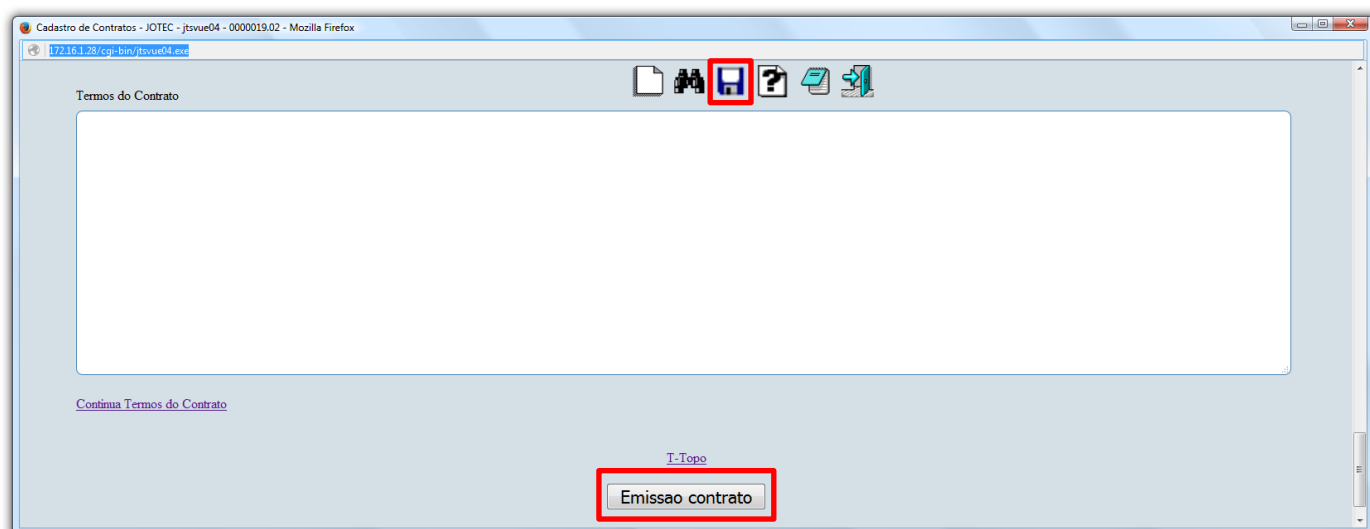 Cadastro de Contratos - JOTEC - jtsvue04 - 0000019.02 - Mozilla Firefox
172.16.1.28/cgi-bin/jtsvue04.exe
Termos do Contrato
Continua Termos do Contrato
T-Topo
Emissao contrato